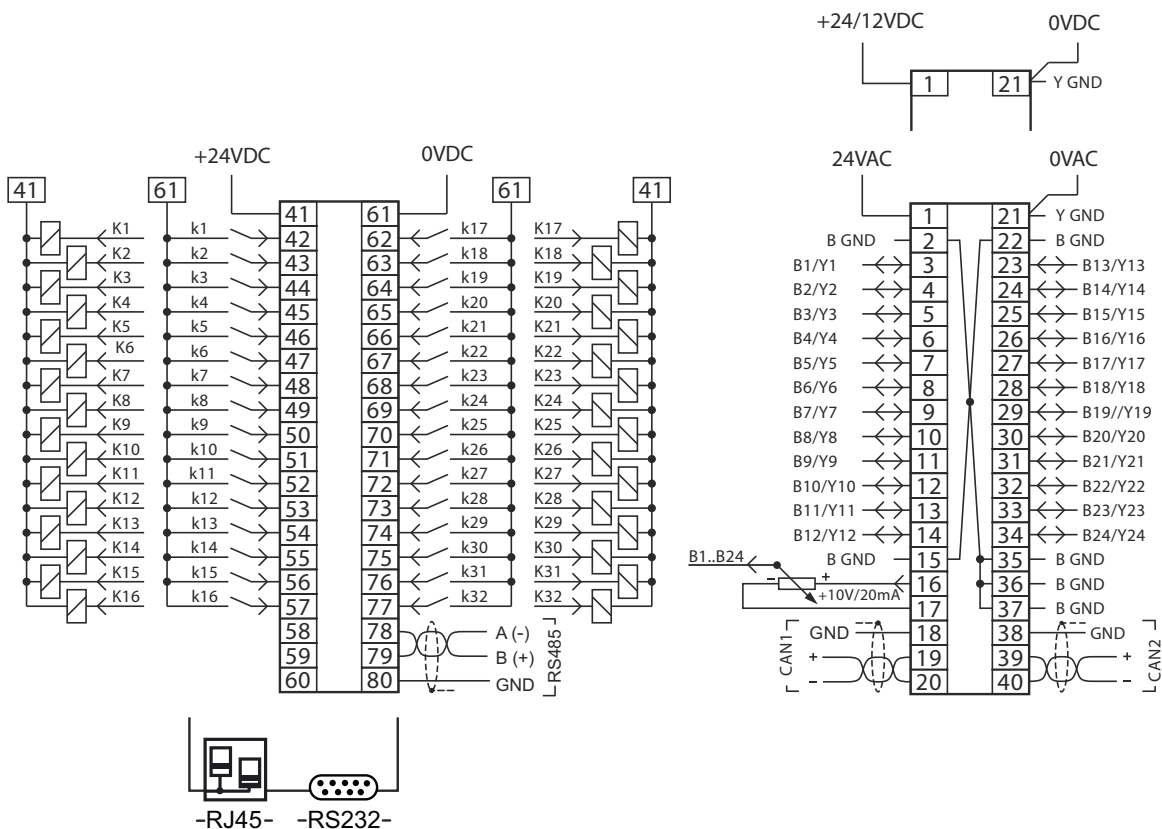 +24/12VDC 0VDC
1 21 Y GND
+24VDC 0VDC 24VAC 0VAC
41 61 61 41
41 61
1 21 Y GND
K1 k1 42 62 k17 K17
B GND 2 22 B GND
K2 k2 43 63 k18 K18
B1/Y1 3 23 B13/Y13
K3 k3 44 64 k19 K19
B2/Y2 4 24 B14/Y14
K4 k4 45 65 k20 K20
B3/Y3 5 25 B15/Y15
K5 k5 46 66 k21 K21
B4/Y4 6 26 B16/Y16
K6 k6 47 67 k22 K22
B5/Y5 7 27 B17/Y17
K7 k7 48 68 k23 K23
B6/Y6 8 28 B18/Y18
K8 k8 49 69 k24 K24
B7/Y7 9 29 B19//Y19
K9 k9 50 70 k25 K25
B8/Y8 10 30 B20/Y20
K10 k10 51 71 k26 K26
B9/Y9 11 31 B21/Y21
K11 k11 52 72 k27 K27
B10/Y10 12 32 B22/Y22
K12 k12 53 73 k28 K28
B11/Y11 13 33 B23/Y23
K13 k13 54 74 k29 K29
B12/Y12 14 34 B24/Y24
K14 k14 55 75 k30 K30
B1..B24 B GND 15 35 B GND
K15 k15 56 76 k31 K31
- + 16 36 B GND
K16 k16 57 77 k32 K32
+10V/20mA 17 37 B GND
58 78 A (-)
CAN1 GND 18 38 GND CAN2
59 79 B (+) RS485
+ 19 39 +
60 80 GND
- 20 40 -
-RJ45- -RS232-